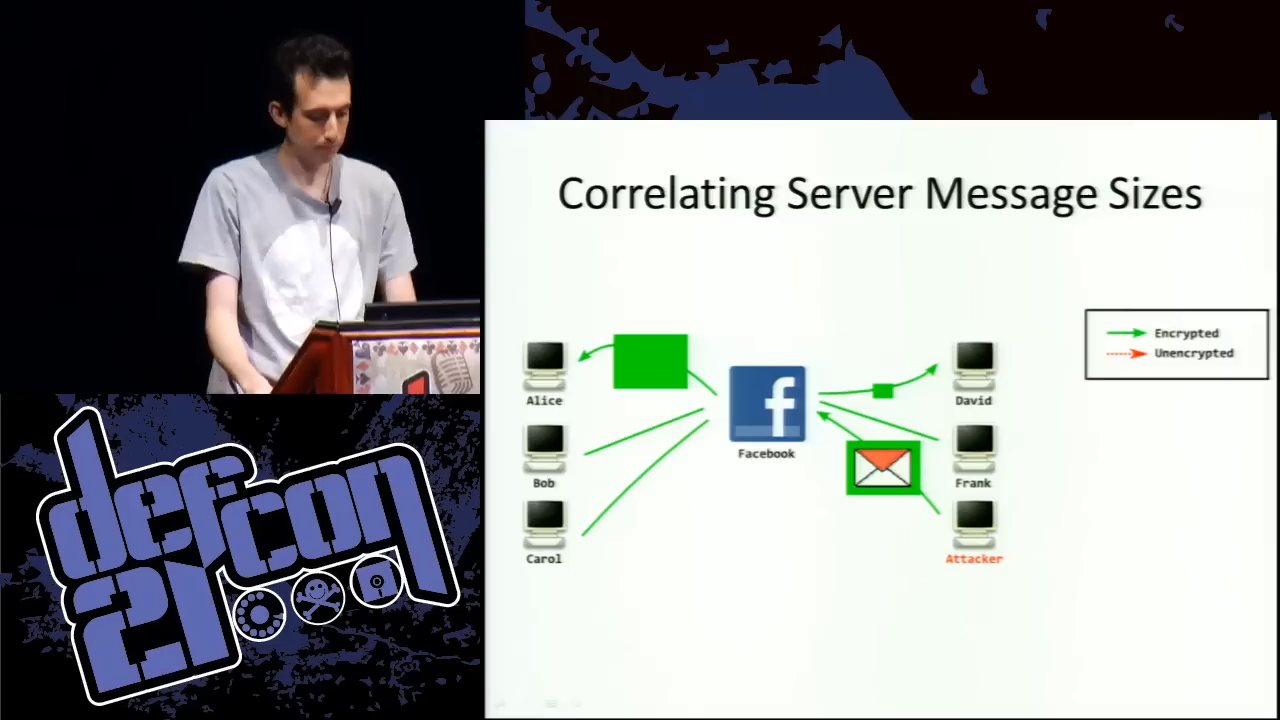 Correlating Server Message Sizes
Encrypted
Unencrypted
Alice
Bob
Carol
f
Facebook
David
Frank
Attacker
defcon
21